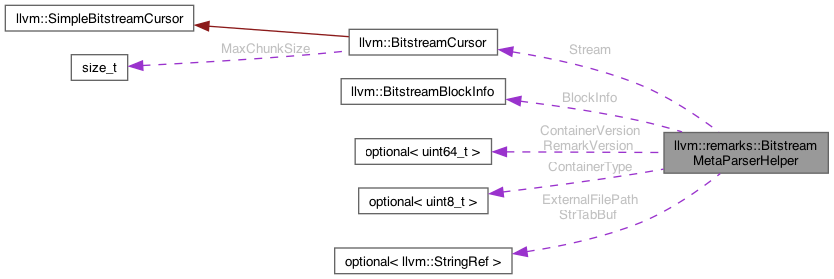 llvm::SimpleBitstreamCursor
llvm::BitstreamCursor
MaxChunkSize
Stream
size_t
llvm::BitstreamBlockInfo
BlockInfo
ContainerVersion
RemarkVersion
llvm::remarks::Bitstream
MetaParserHelper
optional< uint64_t >
ContainerType
optional< uint8_t >
ExternalFilePath
StrTabBuf
optional< llvm::StringRef >